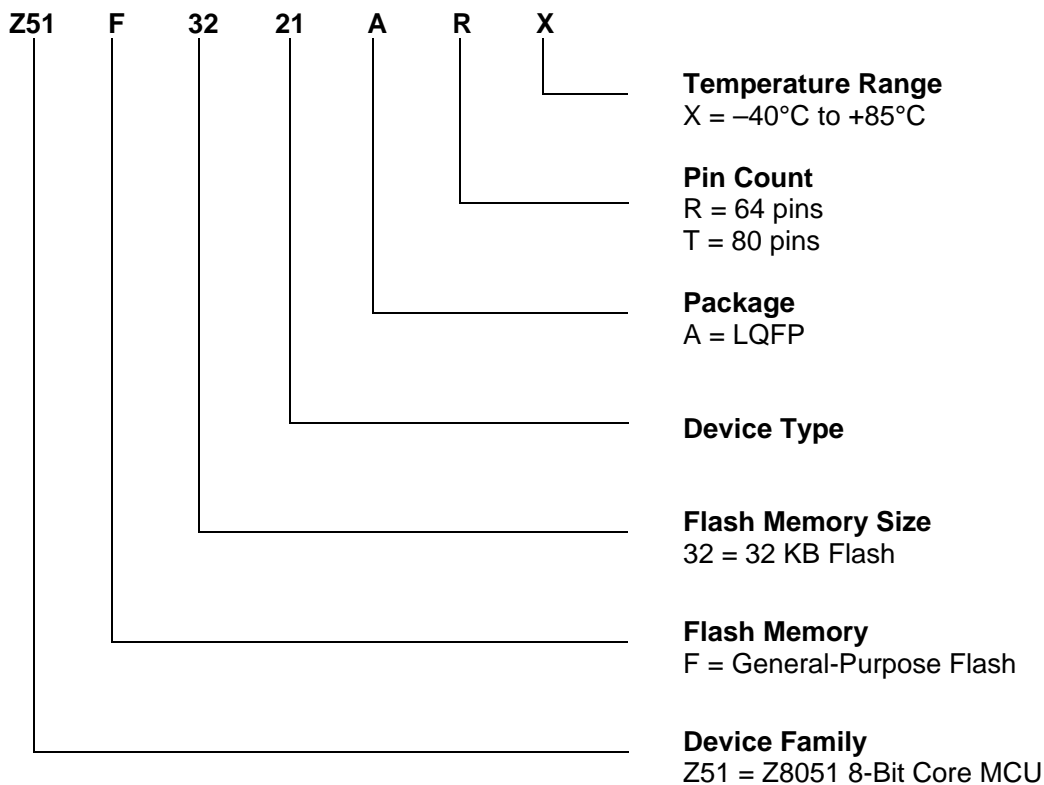 Z51 F 32 21 A R X
Temperature Range
X = –40°C to +85°C
Pin Count
R = 64 pins
T = 80 pins
Package
A = LQFP
Device Type
Flash Memory Size
32 = 32 KB Flash
Flash Memory
F = General-Purpose Flash
Device Family
Z51 = Z8051 8-Bit Core MCU